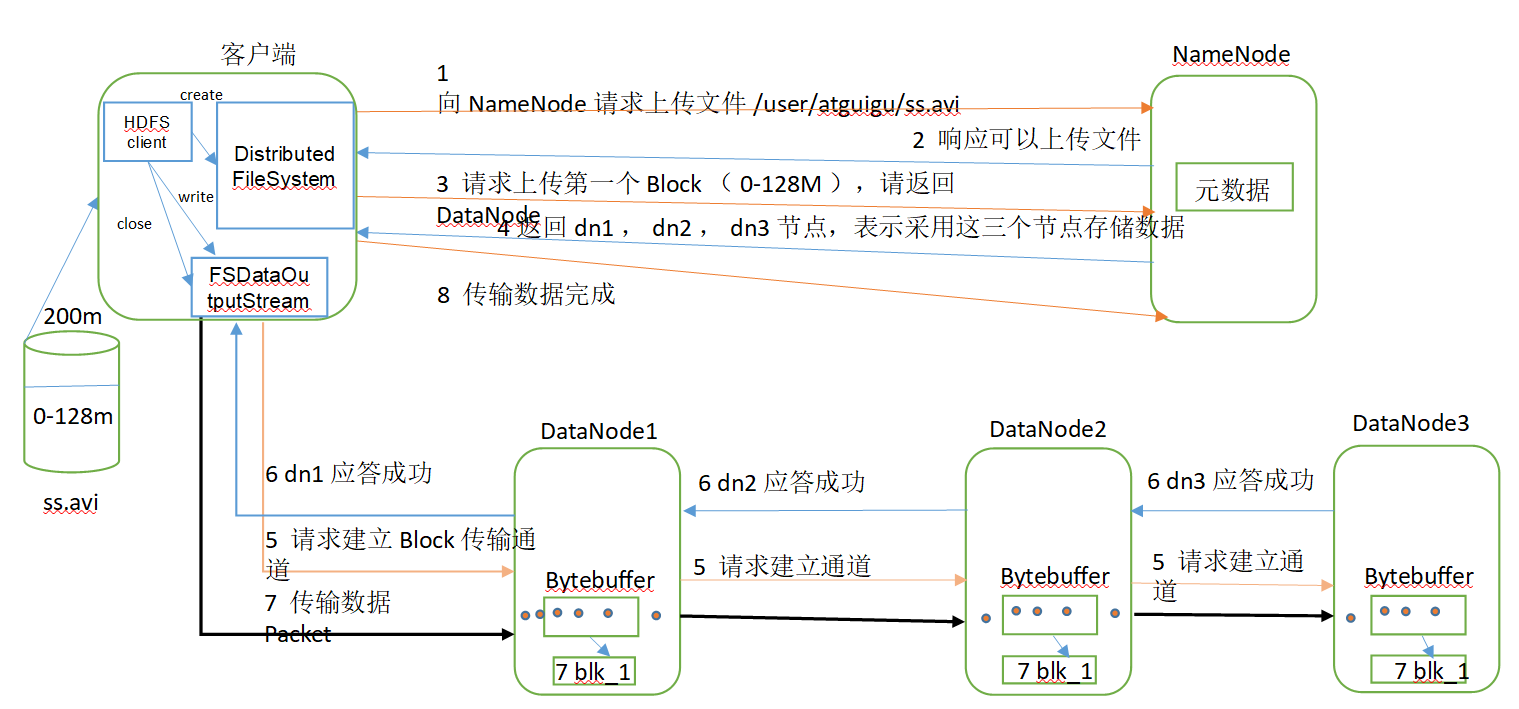 客户端
NameNode
create
HDFS
client
Distributed
FileSystem
write
close
FSDataOu
tputStream
1
向 NameNode 请求上传文件 /user/atguigu/ss.avi
2 响应可以上传文件
3 请求上传第一个 Block （ 0-128M ），请返回
DataNode
4 返回 dn1 ， dn2 ， dn3 节点，表示采用这三个节点存储数据
元数据
8 传输数据完成
200m
0-128m
ss.avi
DataNode1
DataNode2
DataNode3
6 dn1 应答成功
6 dn2 应答成功
6 dn3 应答成功
5 请求建立 Block 传输通
道
5 请求建立通道
5 请求建立通
道
7 传输数据
Packet
Bytebuffer
Bytebuffer
Bytebuffer
7 blk_1
7 blk_1
7 blk_1